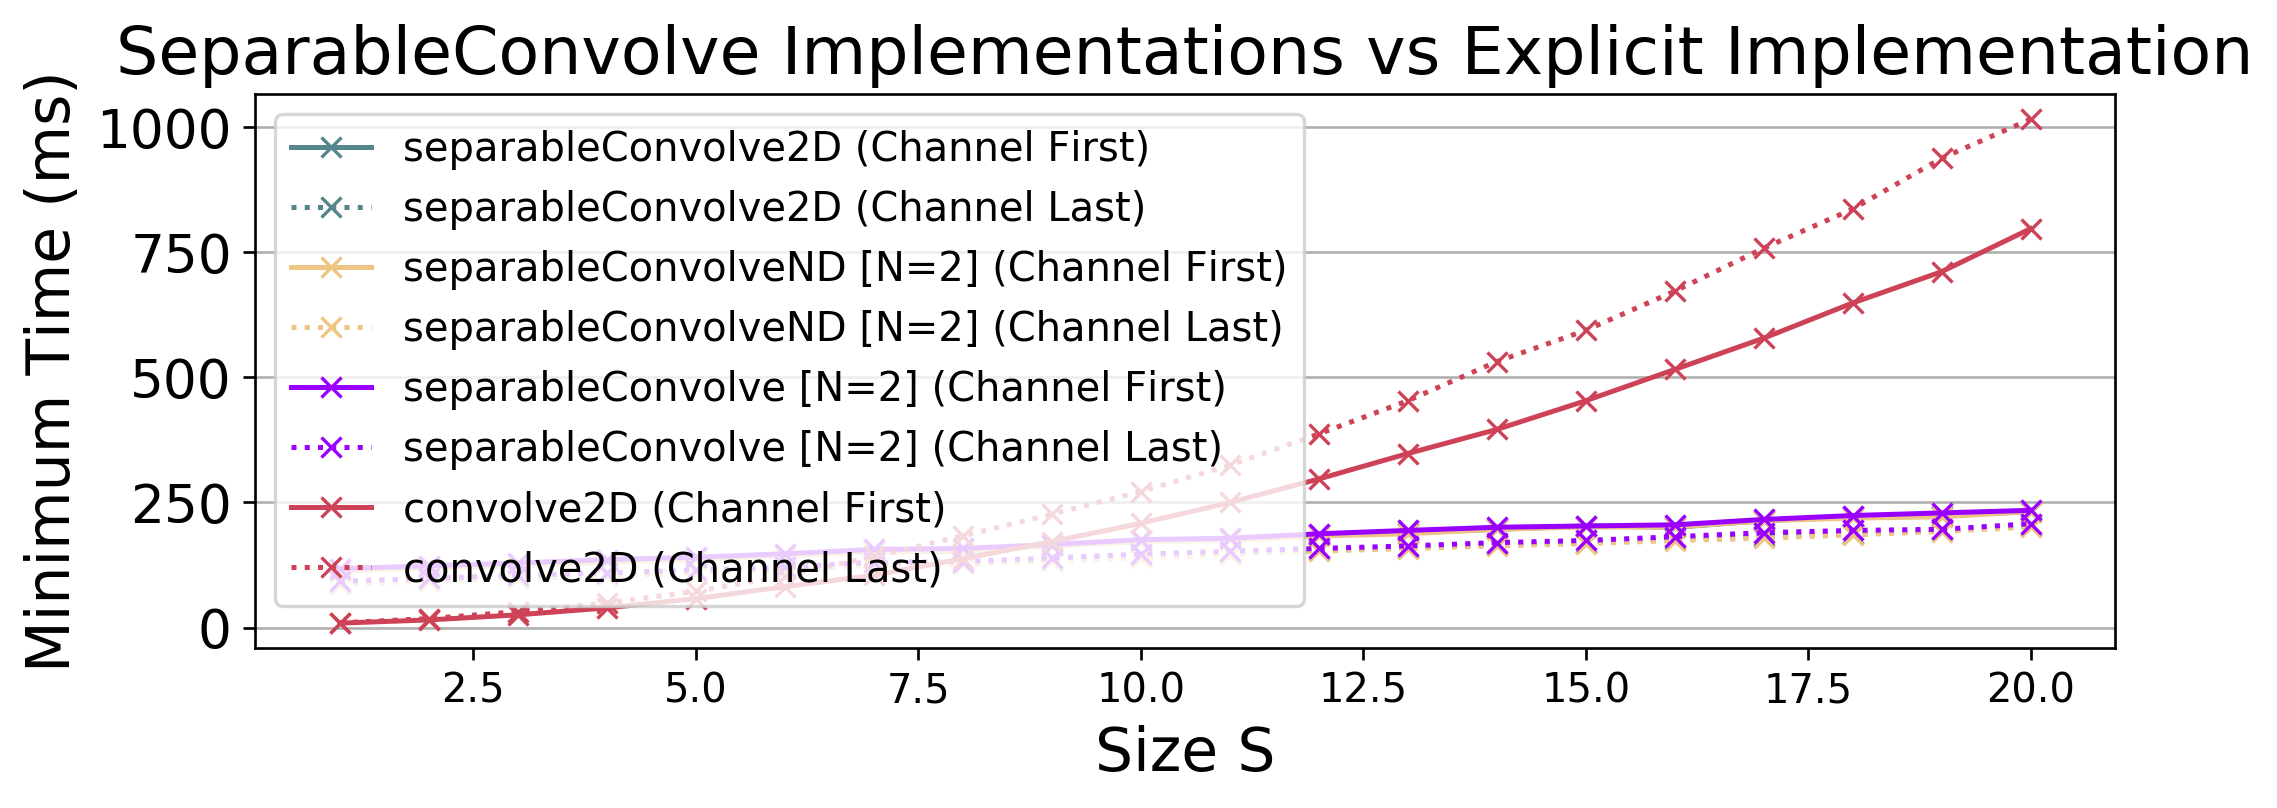 SeparableConvolve Implementations vs Explicit Implementation
Minimum Time (ms)
1000
750
500
250
0
separableConvolve2D (Channel First)
separableConvolve2D (Channel Last)
separableConvolveND [N=2] (Channel First)
separableConvolveND [N=2] (Channel Last)
separableConvolve [N=2] (Channel First)
separableConvolve [N=2] (Channel Last)
convolve2D (Channel First)
convolve2D (Channel Last)
2.5 5.0 7.5 10.0 12.5 15.0 17.5 20.0
Size S